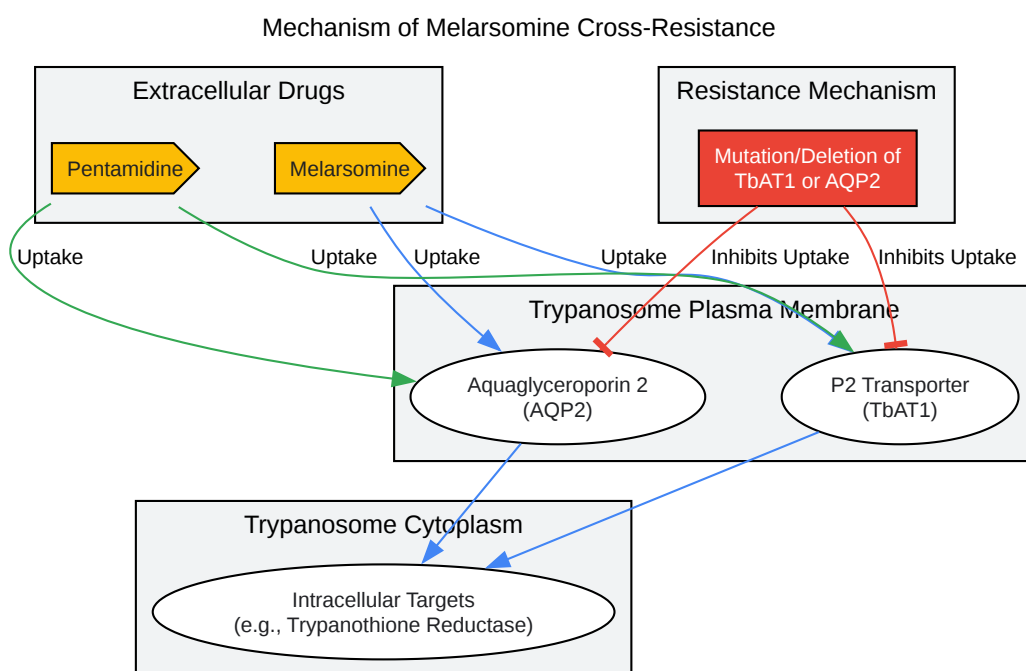 Mechanism of Melarsomine Cross-Resistance
Extracellular Drugs
Resistance Mechanism
Pentamidine
Melarsomine
Mutation/Deletion of
TbAT1 or AQP2
Uptake
Uptake
Uptake
Uptake
Inhibits Uptake
Inhibits Uptake
Trypanosome Plasma Membrane
Aquaglyceroporin 2
(AQP2)
P2 Transporter
(TbAT1)
Trypanosome Cytoplasm
Intracellular Targets
(e.g., Trypanothione Reductase)